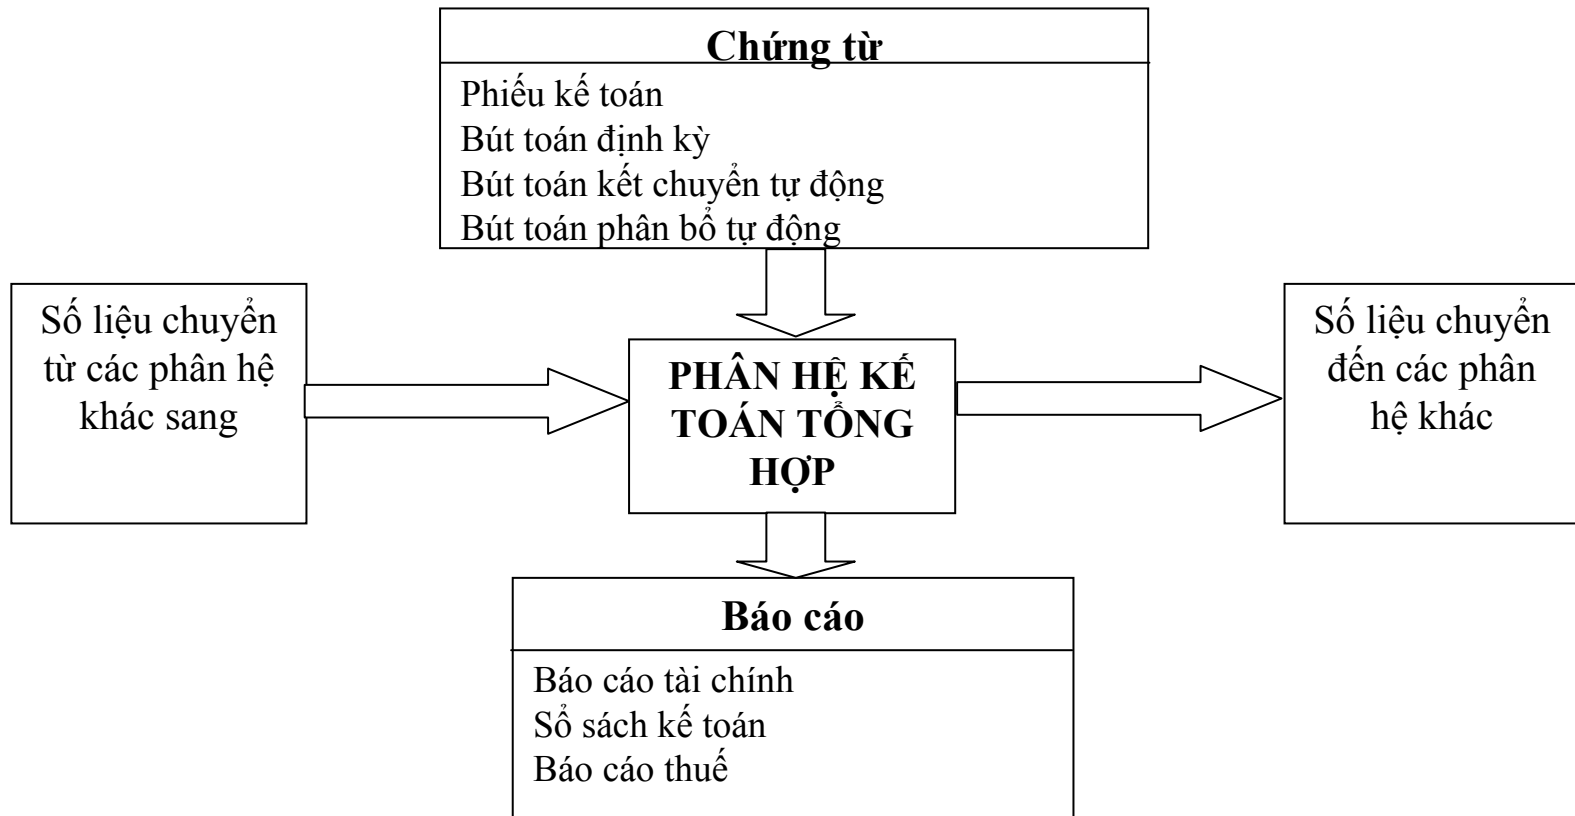 Chứng từ
Phiếu kế toán
Bút toán định kỳ
Bút toán kết chuyển tự động
Bút toán phân bổ tự động
Số liệu chuyển
từ các phân hệ
khác sang
PHÂN HỆ KẾ
TOÁN TỔNG
HỢP
Số liệu chuyển
đến các phân
hệ khác
Báo cáo
Báo cáo tài chính
Sổ sách kế toán
Báo cáo thuế